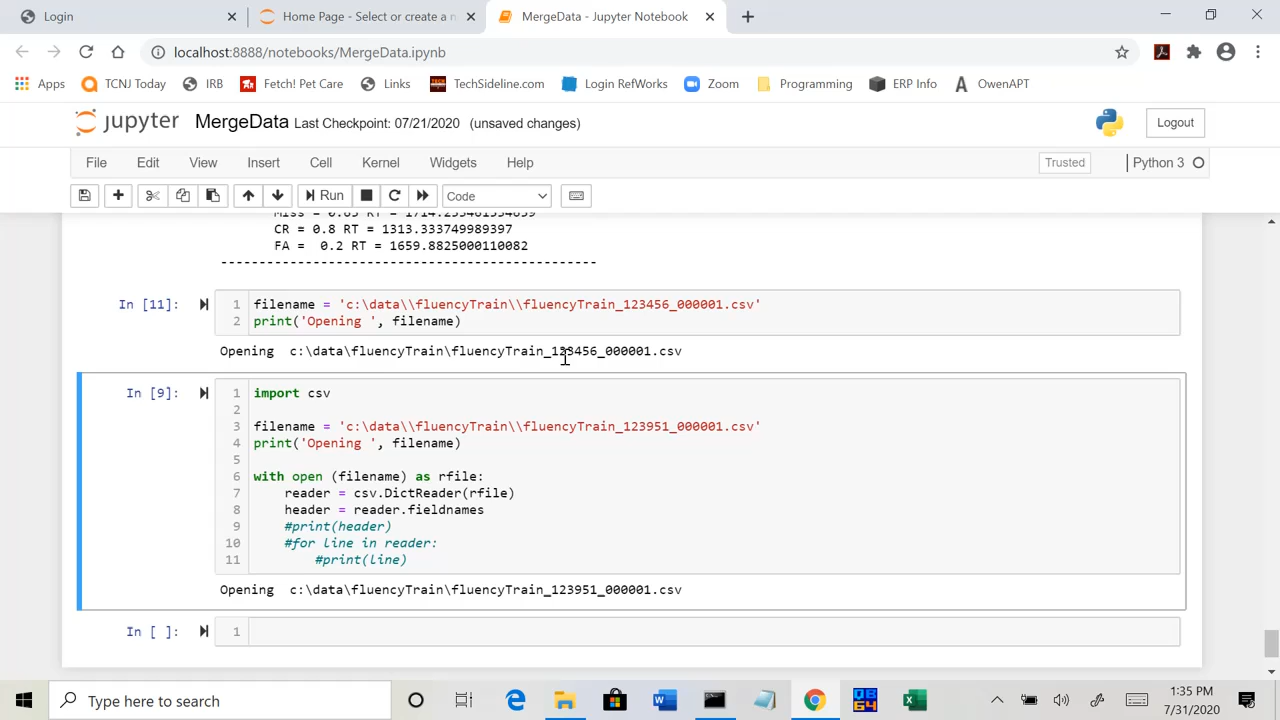 Login
Home Page - Select or create a n
MergeData - Jupyter Notebook
localhost:8888/notebooks/MergeData.ipynb
Apps TCNJ Today IRB Fetch! Pet Care Links TechSideline.com Login RefWorks Zoom Programming ERP Info OwenAPT
jupyter MergeData Last Checkpoint: 07/21/2020 (unsaved changes) Logout
File Edit View Insert Cell Kernel Widgets Help Trusted Python 3
Run Code
CR = 0.8 RT = 1313.333749989397
FA =  0.2 RT = 1659.8825000110082
-------------------------------------------------
In [11]: 1 filename = 'c:\data\\fluencyTrain\\fluencyTrain_123456_000001.csv'
2 print('Opening ', filename)
Opening  c:\data\fluencyTrain\fluencyTrain_123456_000001.csv
In [9]: 1 import csv
2
3 filename = 'c:\data\\fluencyTrain\\fluencyTrain_123951_000001.csv'
4 print('Opening ', filename)
5
6 with open (filename) as rfile:
7     reader = csv.DictReader(rfile)
8     header = reader.fieldnames
9     #print(header)
10     #for line in reader:
11         #print(line)
Opening  c:\data\fluencyTrain\fluencyTrain_123951_000001.csv
In [ ]: 1
Type here to search
QB
64
1:35 PM
7/31/2020